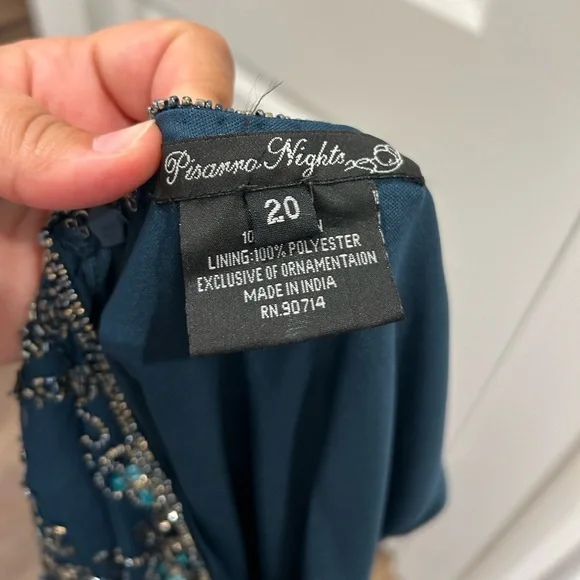 Pisarro Nights
20
LINING:100% POLYESTER
EXCLUSIVE OF ORNAMENTAION
MADE IN INDIA
RN.90714